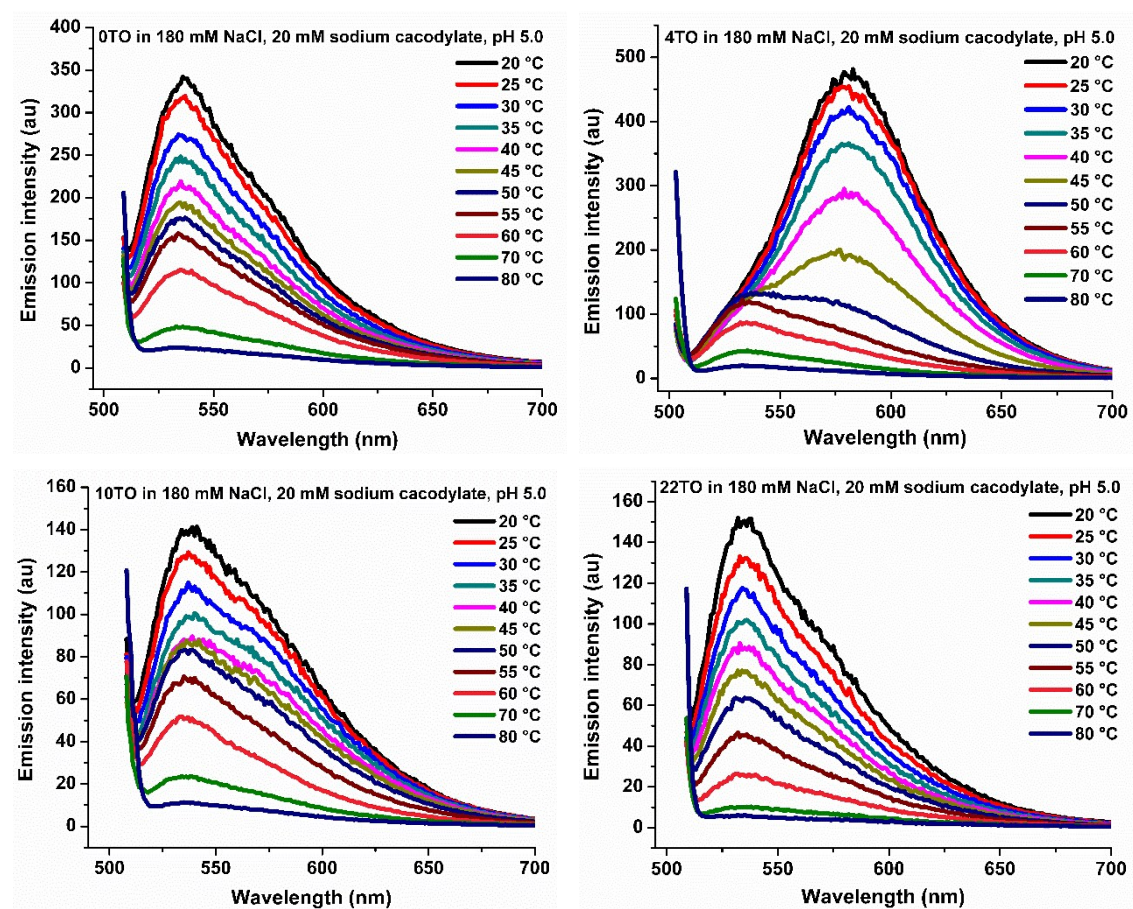 0TO in 180 mM NaCl, 20 mM sodium cacodylate, pH 5.0
20 °C
25 °C
30 °C
35 °C
40 °C
45 °C
50 °C
55 °C
60 °C
70 °C
80 °C
400
350
300
250
200
150
100
50
0
Emission intensity (au)
500 550 600 650 700
Wavelength (nm)
4TO in 180 mM NaCl, 20 mM sodium cacodylate, pH 5.0
20 °C
25 °C
30 °C
35 °C
40 °C
45 °C
50 °C
55 °C
60 °C
70 °C
80 °C
500
400
300
200
100
0
Emission intensity (au)
500 550 600 650 700
Wavelength (nm)
10TO in 180 mM NaCl, 20 mM sodium cacodylate, pH 5.0
20 °C
25 °C
30 °C
35 °C
40 °C
45 °C
50 °C
55 °C
60 °C
70 °C
80 °C
160
140
120
100
80
60
40
20
0
Emission intensity (au)
500 550 600 650 700
Wavelength (nm)
22TO in 180 mM NaCl, 20 mM sodium cacodylate, pH 5.0
20 °C
25 °C
30 °C
35 °C
40 °C
45 °C
50 °C
55 °C
60 °C
70 °C
80 °C
160
140
120
100
80
60
40
20
0
Emission intensity (au)
500 550 600 650 700
Wavelength (nm)